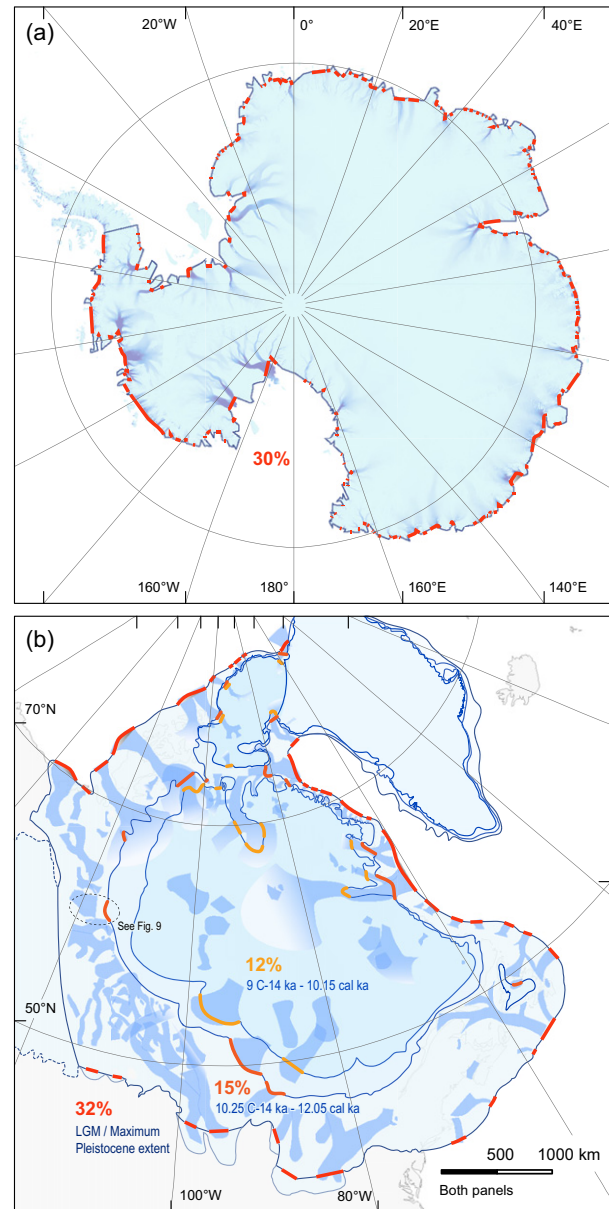 (a)
20°W
0°
20°E
40°E
30%
160°W
180°
160°E
140°E
(b)
70°N
See Fig. 9
12%
9 C-14 ka - 10.15 cal ka
50°N
15%
10.25 C-14 ka - 12.05 cal ka
32%
LGM / Maximum
Pleistocene extent
500 1000 km
Both panels
100°W
80°W